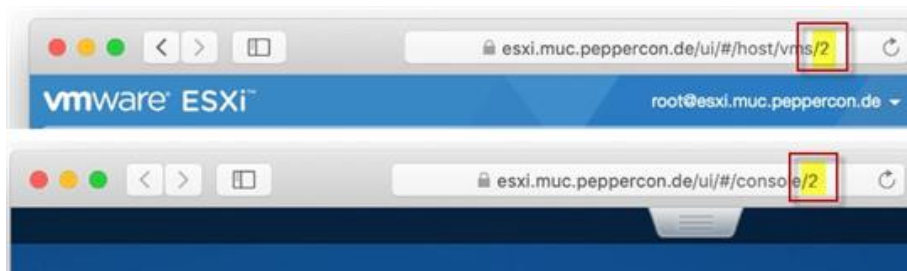 esxi.muc.peppercon.de/ui/#/host/vms/2
vmware ESXi™
root@esxi.muc.peppercon.de
esxi.muc.peppercon.de/ui/#/console/2